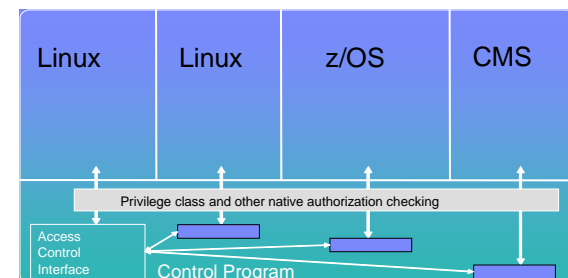 Linux
Linux
z/OS
CMS
Privilege class and other native authorization checking
Access
Control
Interface
Control Program